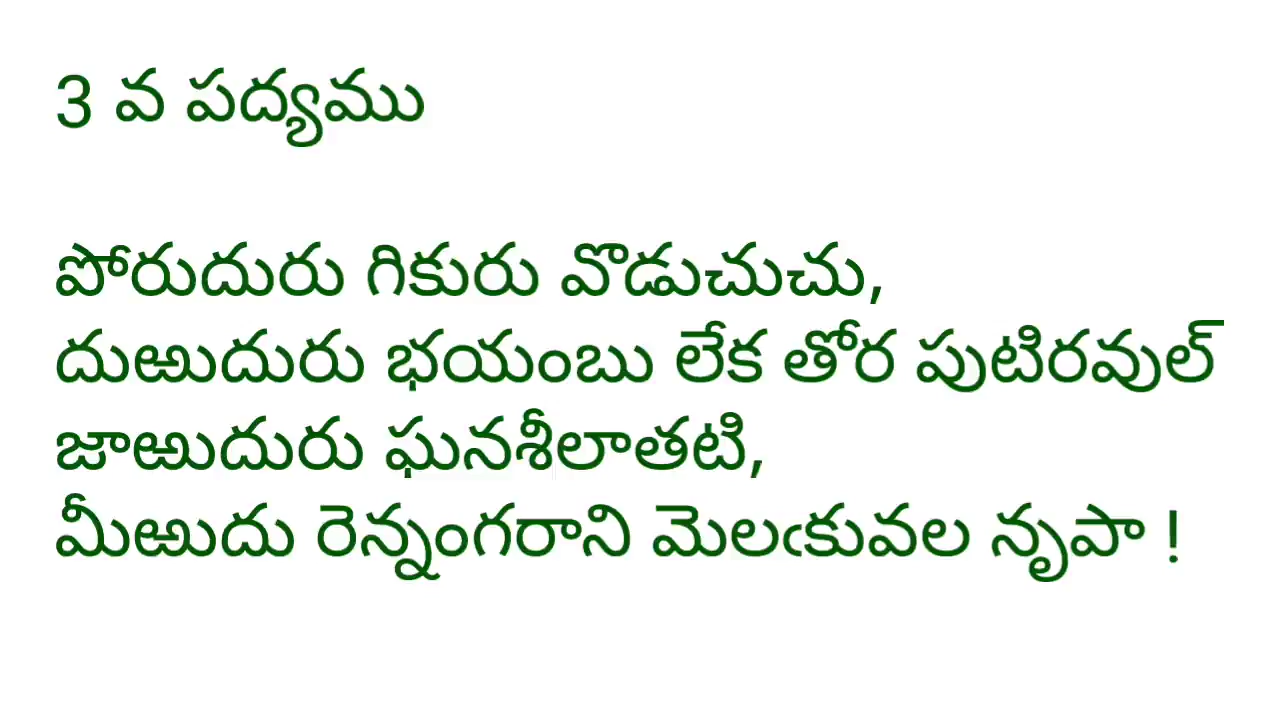 3 వ పద్యము
పోరుదురు గికురు వొడుచుచు,
దుఱుదురు భయంబు లేక తోర పుటిరవుల్
జాఱుదురు ఘనశీలాతటి,
మీఱుదు రెన్నంగరాని మెలఁకువల నృపా !